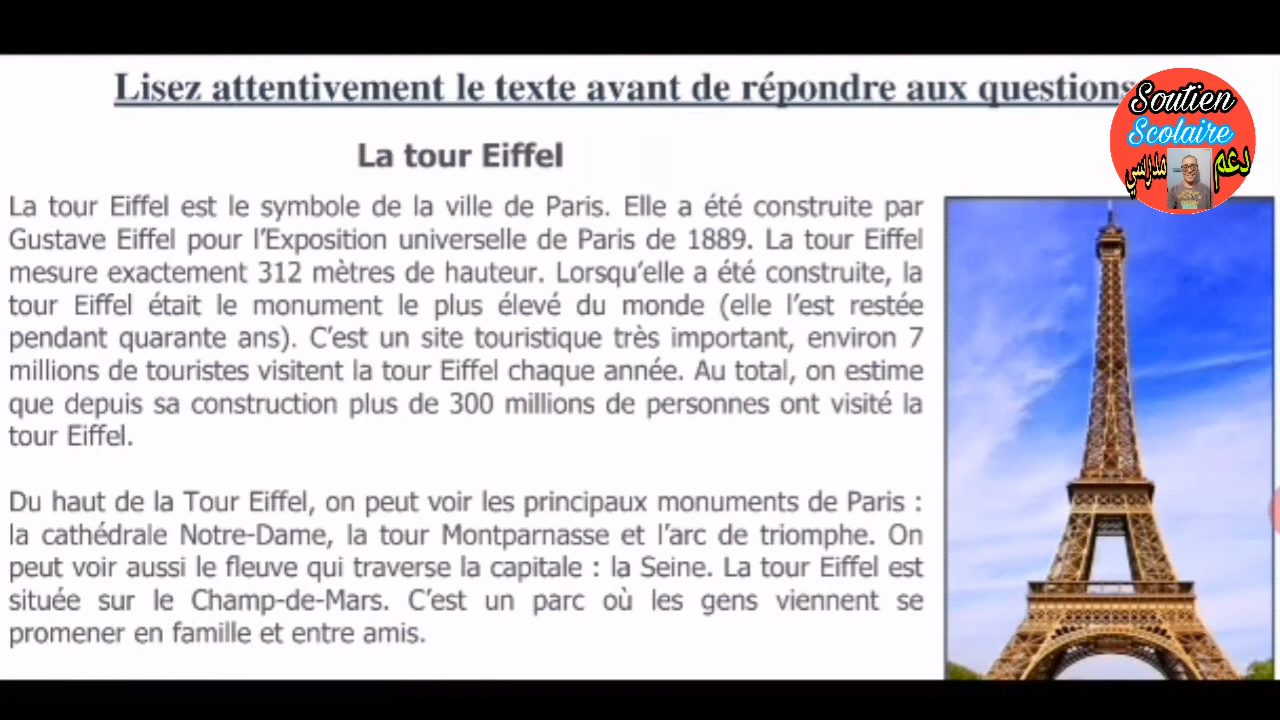 Lisez attentivement le texte avant de répondre aux questions
Soutien
Scolaire
دعم مدرسي
La tour Eiffel
La tour Eiffel est le symbole de la ville de Paris. Elle a été construite par
Gustave Eiffel pour l’Exposition universelle de Paris de 1889. La tour Eiffel
mesure exactement 312 mètres de hauteur. Lorsqu’elle a été construite, la
tour Eiffel était le monument le plus élevé du monde (elle l’est restée
pendant quarante ans). C’est un site touristique très important, environ 7
millions de touristes visitent la tour Eiffel chaque année. Au total, on estime
que depuis sa construction plus de 300 millions de personnes ont visité la
tour Eiffel.
Du haut de la Tour Eiffel, on peut voir les principaux monuments de Paris :
la cathédrale Notre-Dame, la tour Montparnasse et l’arc de triomphe. On
peut voir aussi le fleuve qui traverse la capitale : la Seine. La tour Eiffel est
située sur le Champ-de-Mars. C’est un parc où les gens viennent se
promener en famille et entre amis.